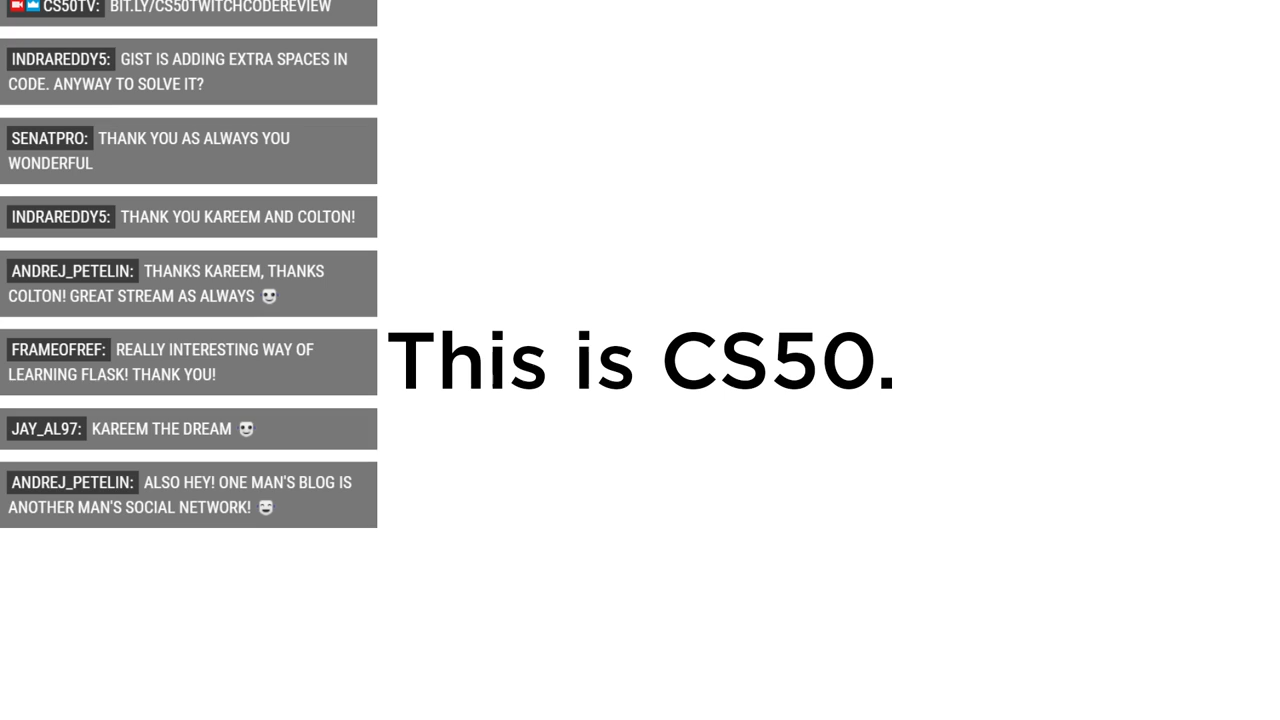 CS50TV: BIT.LY/CS50TWITCHCODEREVIEW
INDRAREDDY5: GIST IS ADDING EXTRA SPACES IN
CODE. ANYWAY TO SOLVE IT?
SENATPRO: THANK YOU AS ALWAYS YOU
WONDERFUL
INDRAREDDY5: THANK YOU KAREEM AND COLTON!
ANDREJ_PETELIN: THANKS KAREEM, THANKS
COLTON! GREAT STREAM AS ALWAYS
FRAMEOFREF: REALLY INTERESTING WAY OF
LEARNING FLASK! THANK YOU!
JAY_AL97: KAREEM THE DREAM
ANDREJ_PETELIN: ALSO HEY! ONE MAN'S BLOG IS
ANOTHER MAN'S SOCIAL NETWORK!
This is CS50.